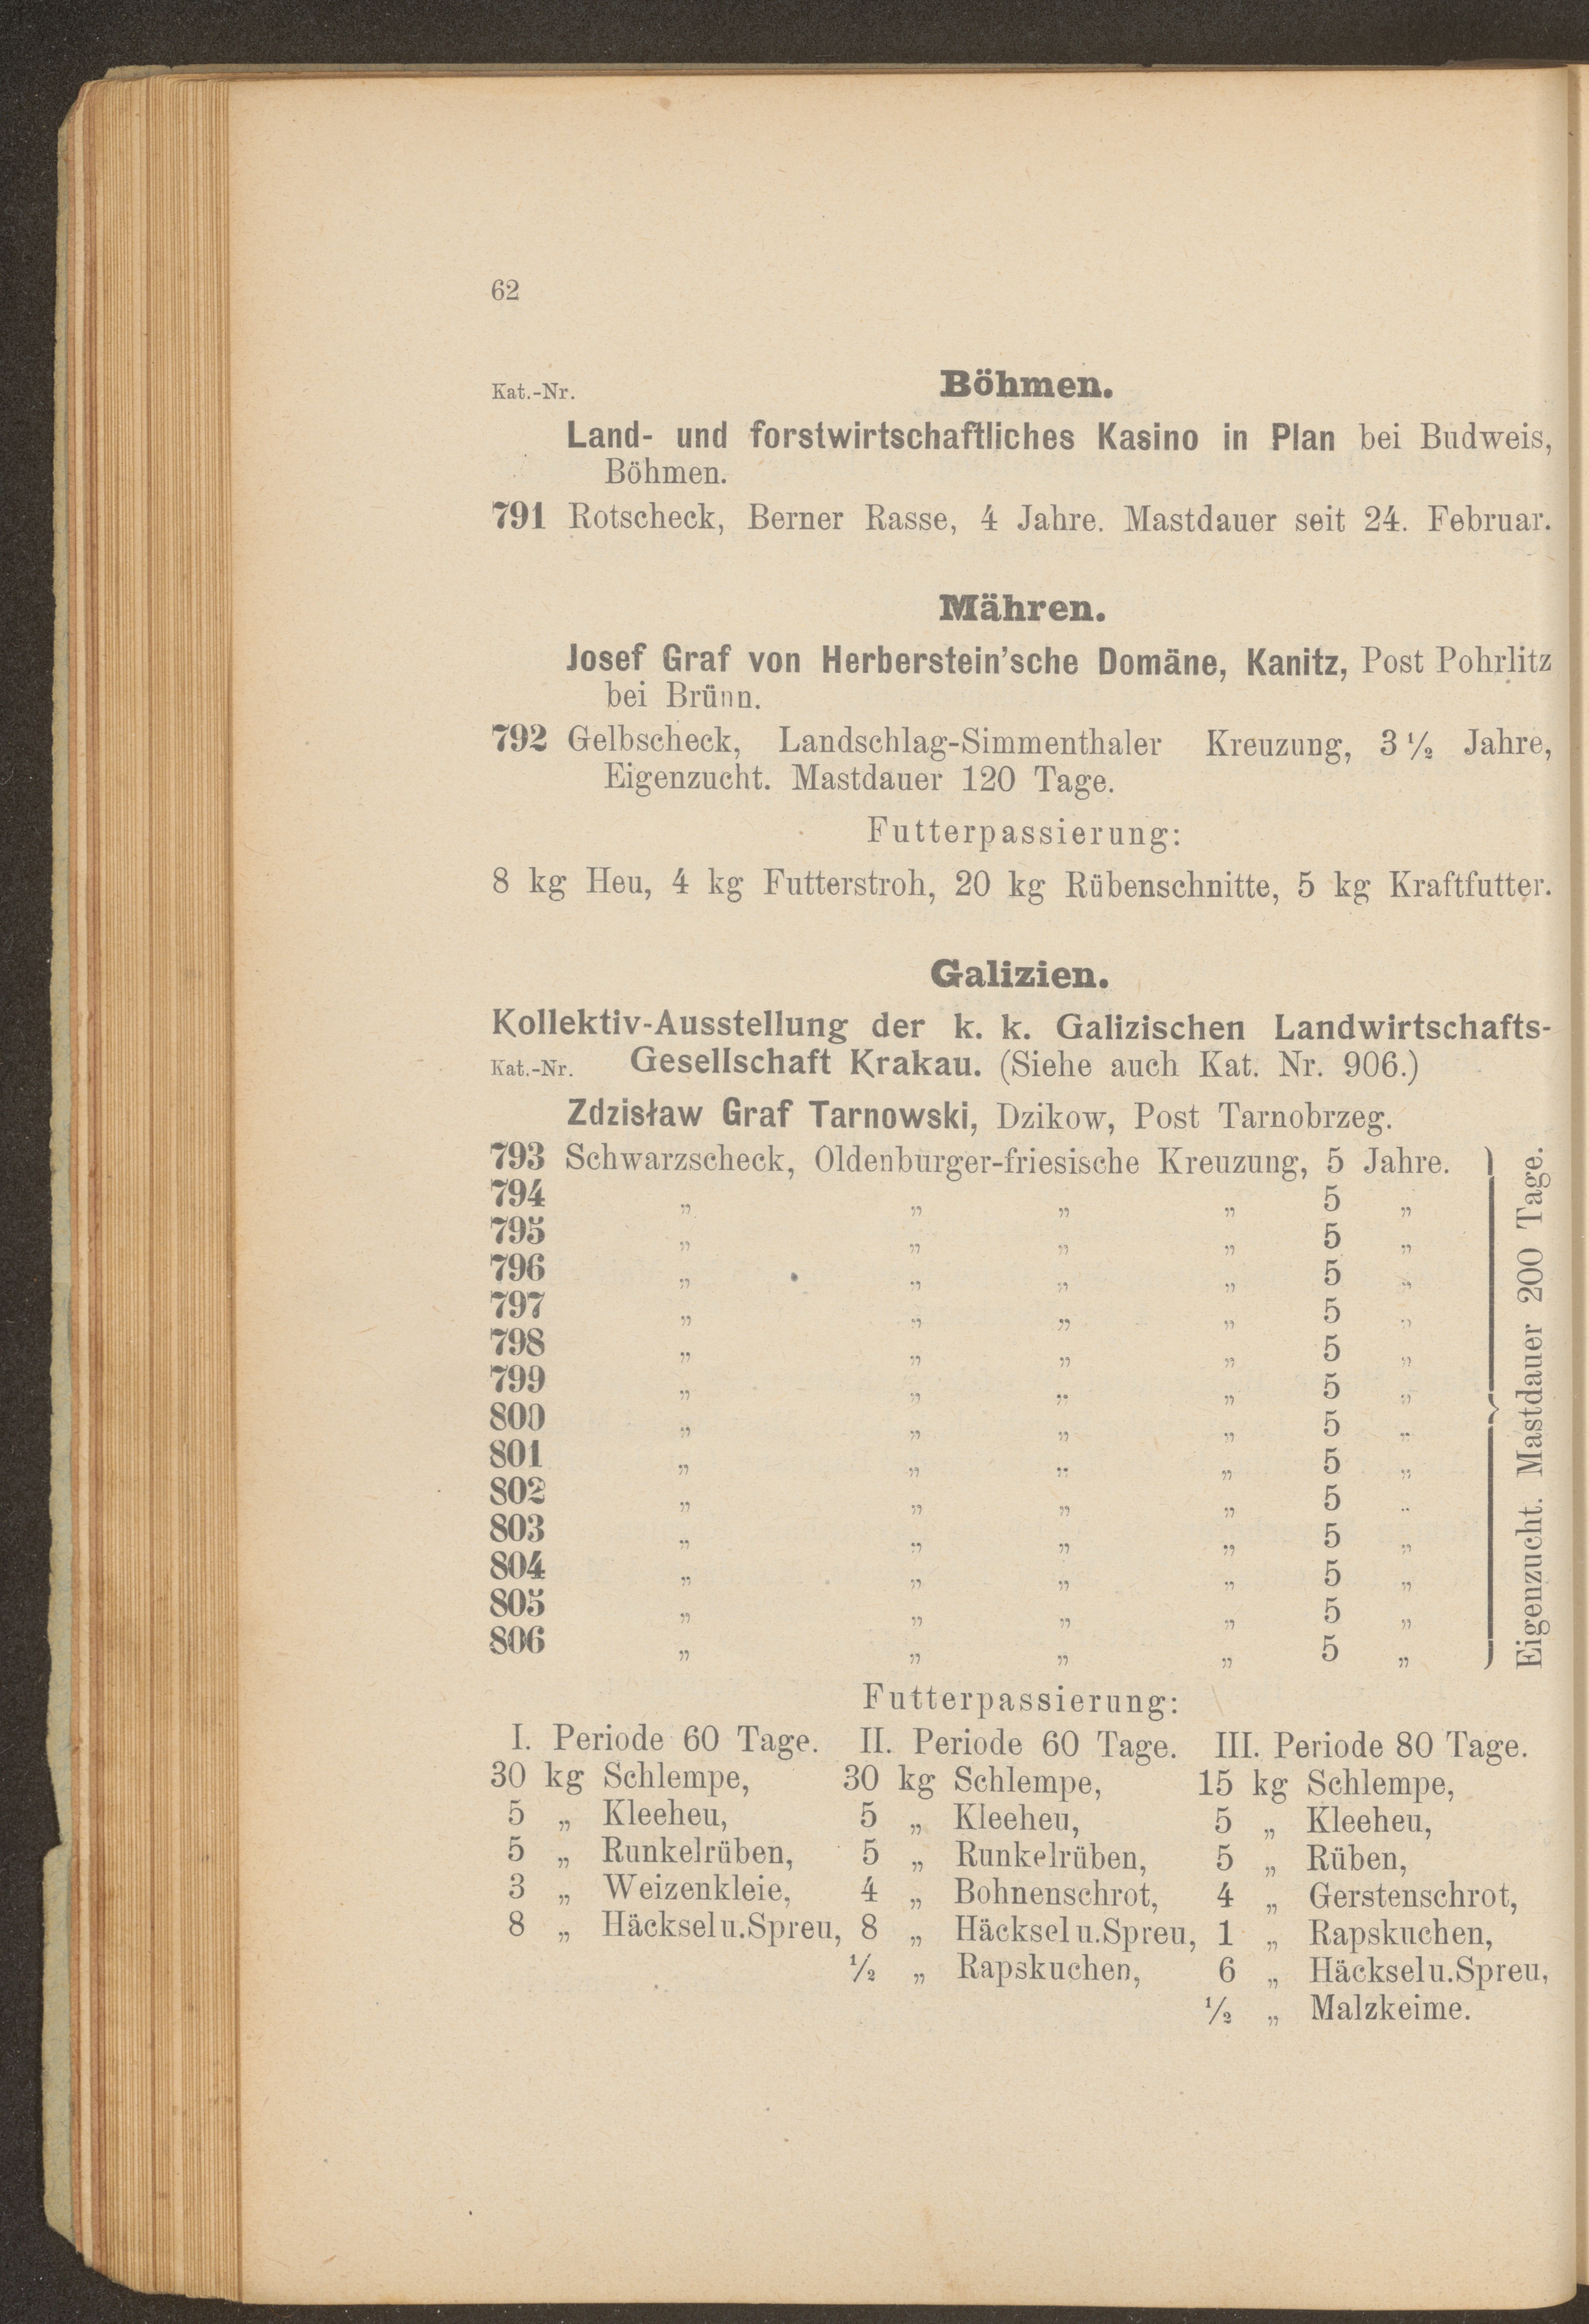 62
Kat.-Nr.
Böhmen.
Land- und forstwirtschaftliches Kasino in Plan bei Budweis,
Böhmen.
791 Rotscheck, Berner Rasse, 4 Jahre. Mastdauer seit 24. Februar.
Mähren.
Josef Graf von Herberstein'sche Domäne, Kanitz, Post Pohrlitz
bei Brünn.
792 Gelbscheck, Landschlag-Simmenthaler Kreuzung, 3 ½ Jahre,
Eigenzucht. Mastdauer 120 Tage.
Futterpassierung:
8 kg Heu, 4 kg Futterstroh, 20 kg Rübenschnitte, 5 kg Kraftfutter.
Galizien.
Kollektiv-Ausstellung der k. k. Galizischen Landwirtschafts-
Kat.-Nr. Gesellschaft Krakau. (Siehe auch Kat. Nr. 906.)
Zdzisław Graf Tarnowski, Dzikow, Post Tarnobrzeg.
793 Schwarzscheck, Oldenburger-friesische Kreuzung, 5 Jahre.
794 „ „ „ „ 5 „
795 „ „ „ „ 5 „
796 „ „ „ „ 5 „
797 „ „ „ „ 5 „
798 „ „ „ „ 5 „
799 „ „ „ „ 5 „
800 „ „ „ „ 5 „
801 „ „ „ „ 5 „
802 „ „ „ „ 5 „
803 „ „ „ „ 5 „
804 „ „ „ „ 5 „
805 „ „ „ „ 5 „
806 „ „ „ „ 5 „
Eigenzucht. Mastdauer 200 Tage.
Futterpassierung:
I. Periode 60 Tage. II. Periode 60 Tage. III. Periode 80 Tage.
30 kg Schlempe, 30 kg Schlempe, 15 kg Schlempe,
5 „ Kleeheu, 5 „ Kleeheu, 5 „ Kleeheu,
5 „ Runkelrüben, 5 „ Runkelrüben, 5 „ Rüben,
3 „ Weizenkleie, 4 „ Bohnenschrot, 4 „ Gerstenschrot,
8 „ Häcksel u. Spreu, 8 „ Häcksel u. Spreu, 1 „ Rapskuchen,
½ „ Rapskuchen, 6 „ Häcksel u. Spreu,
½ „ Malzkeime.